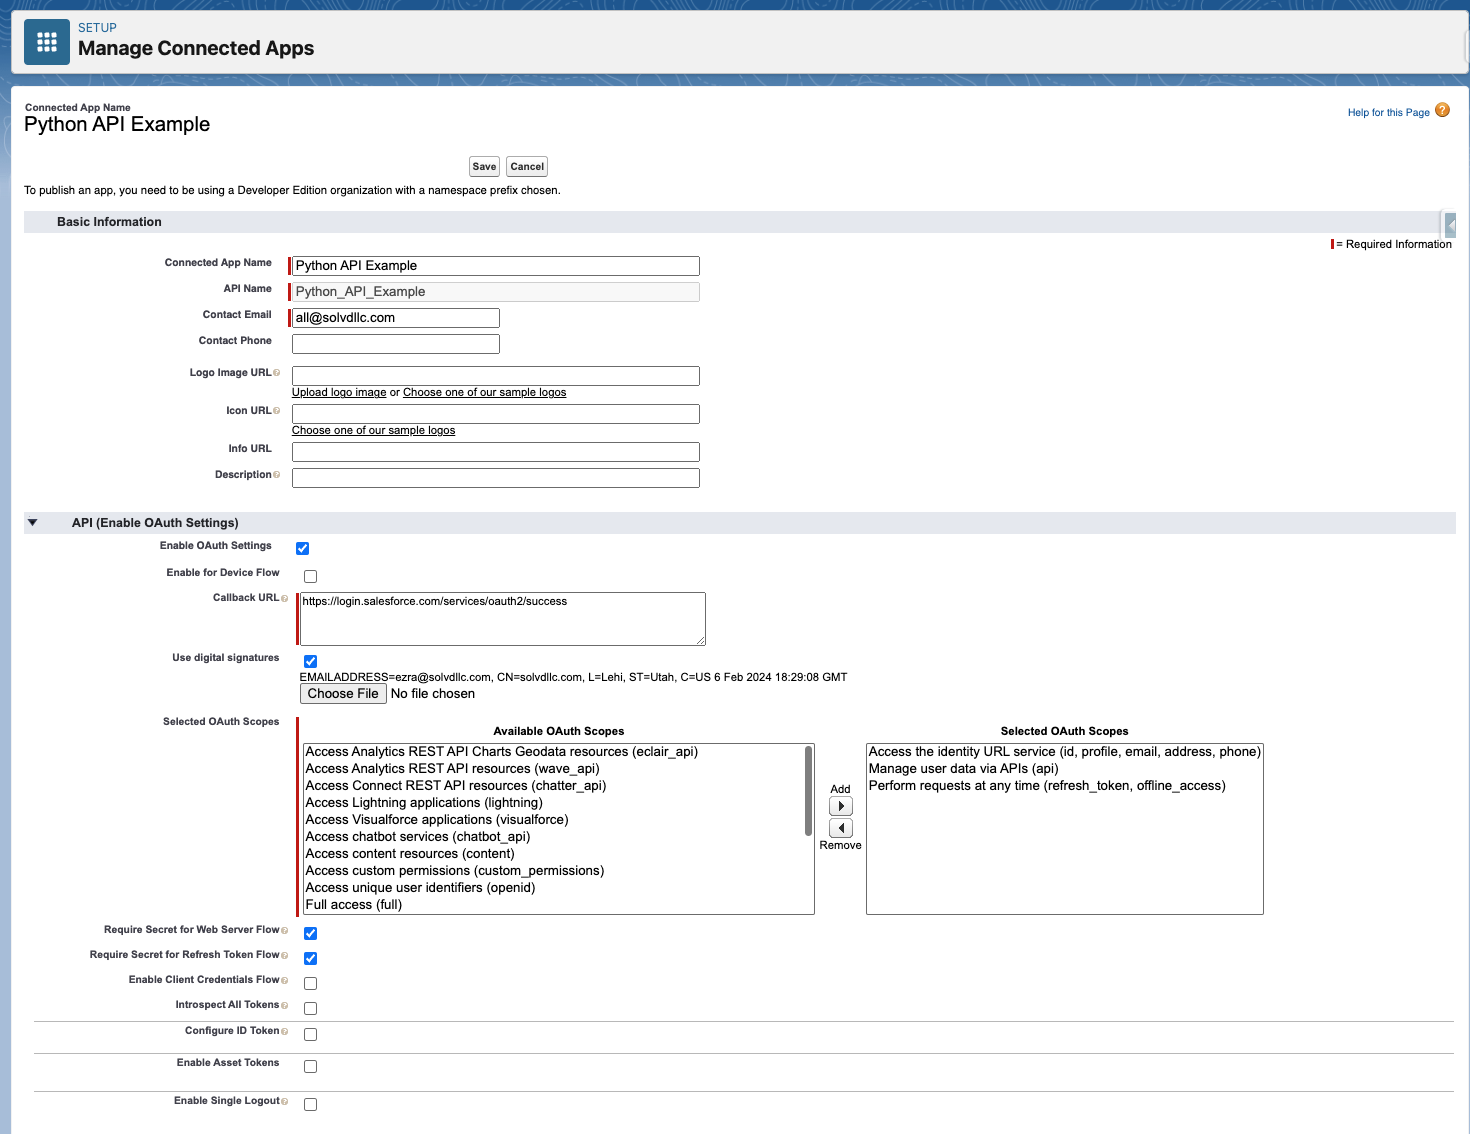 SETUP
Manage Connected Apps
Connected App Name
Python API Example
Help for this Page ?
Save Cancel
To publish an app, you need to be using a Developer Edition organization with a namespace prefix chosen.
Basic Information
= Required Information
Connected App Name Python API Example
API Name Python_API_Example
Contact Email all@solvdllc.com
Contact Phone
Logo Image URL
Upload logo image or Choose one of our sample logos
Icon URL
Choose one of our sample logos
Info URL
Description
API (Enable OAuth Settings)
Enable OAuth Settings
Enable for Device Flow
Callback URL https://login.salesforce.com/services/oauth2/success
Use digital signatures
EMAILADDRESS=ezra@solvdllc.com, CN=solvdllc.com, L=Lehi, ST=Utah, C=US 6 Feb 2024 18:29:08 GMT
Choose File No file chosen
Selected OAuth Scopes
Available OAuth Scopes
Access Analytics REST API Charts Geodata resources (eclair_api)
Access Analytics REST API resources (wave_api)
Access Connect REST API resources (chatter_api)
Access Lightning applications (lightning)
Access Visualforce applications (visualforce)
Access chatbot services (chatbot_api)
Access content resources (content)
Access custom permissions (custom_permissions)
Access unique user identifiers (openid)
Full access (full)
Add
Remove
Selected OAuth Scopes
Access the identity URL service (id, profile, email, address, phone)
Manage user data via APIs (api)
Perform requests at any time (refresh_token, offline_access)
Require Secret for Web Server Flow
Require Secret for Refresh Token Flow
Enable Client Credentials Flow
Introspect All Tokens
Configure ID Token
Enable Asset Tokens
Enable Single Logout